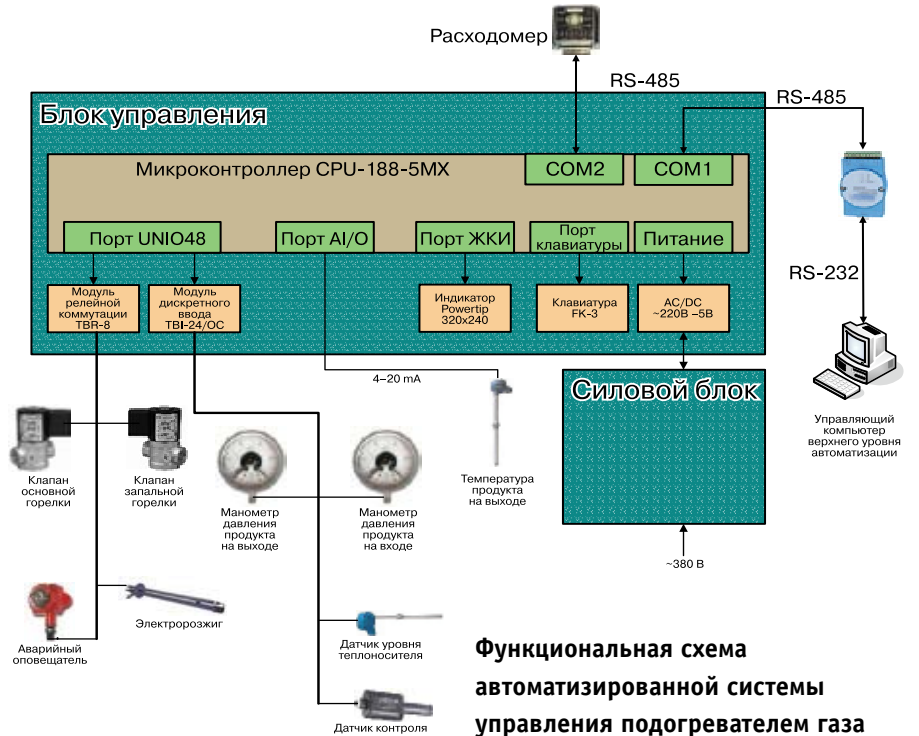 Расходомер
RS-485
RS-485
Блок управления
Микроконтроллер CPU-188-5MX
COM2
COM1
Порт UNIO48
Порт AI/O
Порт ЖКИ
Порт
клавиатуры
Питание
RS-232
Модуль
релейной
коммутации
TBR-8
Модуль
дискретного
ввода
TBI-24/ОС
Индикатор
Powertip
320x240
Клавиатура
FK-3
AC/DC
~220В –5В
4–20 mA
Силовой блок
Управляющий
компьютер
верхнего уровня
автоматизации
Клапан
основной
горелки
Клапан
запальной
горелки
Манометр
давления
продукта
на выходе
Манометр
давления
продукта
на входе
Температура
продукта
на выходе
~380 В
Аварийный
оповещатель
Электророзжиг
Датчик уровня
теплоносителя
Датчик контроля
Функциональная схема
автоматизированной системы
управления подогревателем газа